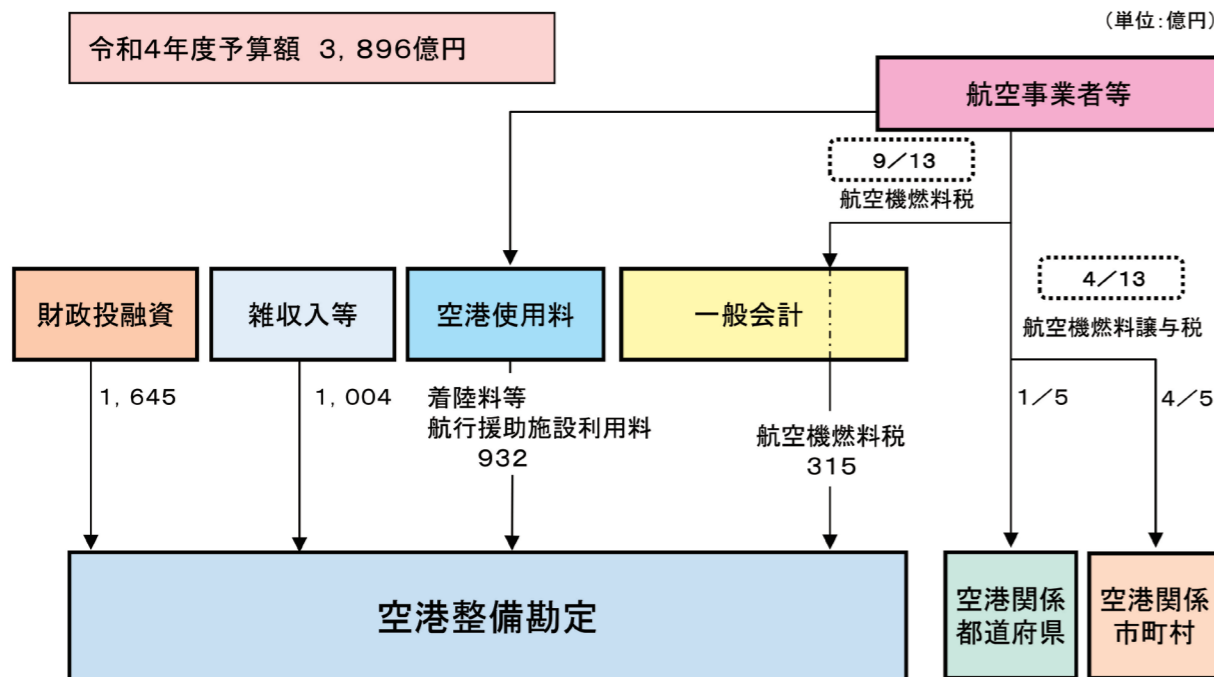 (単位:億円)
令和4年度予算額 3,896億円
航空事業者等
9/13
航空機燃料税
4/13
航空機燃料譲与税
財政投融資
雑収入等
空港使用料
一般会計
1,645
1,004
着陸料等
航行援助施設利用料
932
航空機燃料税
315
1/5
4/5
空港整備勘定
空港関係
都道府県
空港関係
市町村